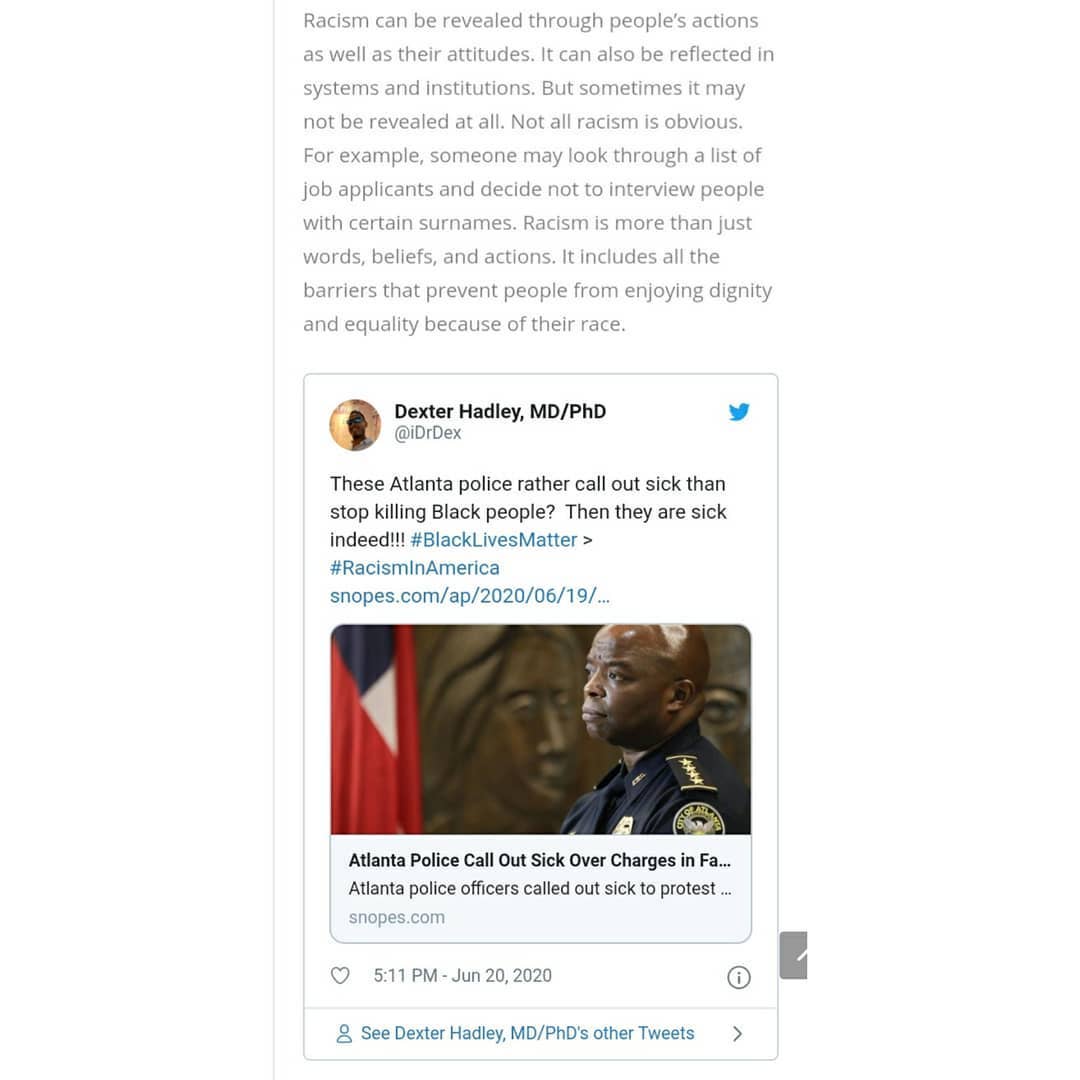 Racism can be revealed through people’s actions
as well as their attitudes. It can also be reflected in
systems and institutions. But sometimes it may
not be revealed at all. Not all racism is obvious.
For example, someone may look through a list of
job applicants and decide not to interview people
with certain surnames. Racism is more than just
words, beliefs, and actions. It includes all the
barriers that prevent people from enjoying dignity
and equality because of their race.
Dexter Hadley, MD/PhD
@iDrDex
These Atlanta police rather call out sick than
stop killing Black people?  Then they are sick
indeed!!! #BlackLivesMatter >
#RacismInAmerica
snopes.com/ap/2020/06/19/…
CITY OF ATLANTA
Atlanta Police Call Out Sick Over Charges in Fa...
Atlanta police officers called out sick to protest ...
snopes.com
5:11 PM - Jun 20, 2020
See Dexter Hadley, MD/PhD's other Tweets